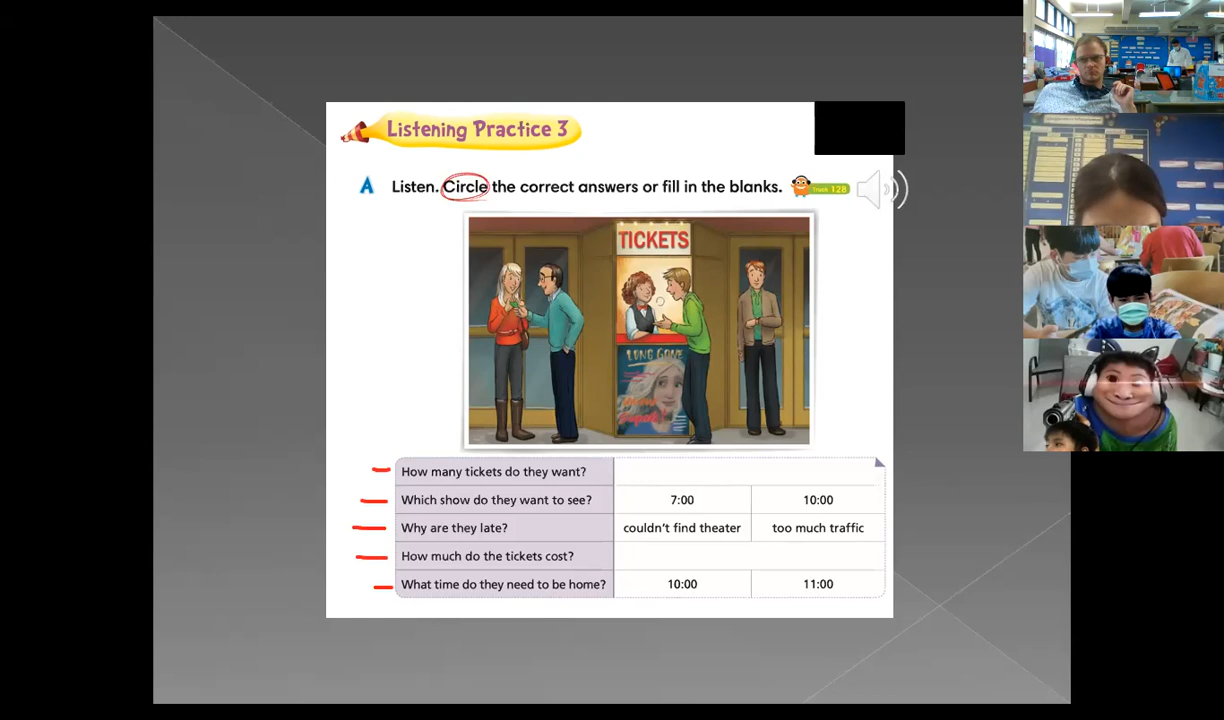 Listening Practice 3
A Listen. Circle the correct answers or fill in the blanks. Track 128
TICKETS
LONG GONE
How many tickets do they want?
Which show do they want to see? 7:00 10:00
Why are they late? couldn't find theater too much traffic
How much do the tickets cost?
What time do they need to be home? 10:00 11:00